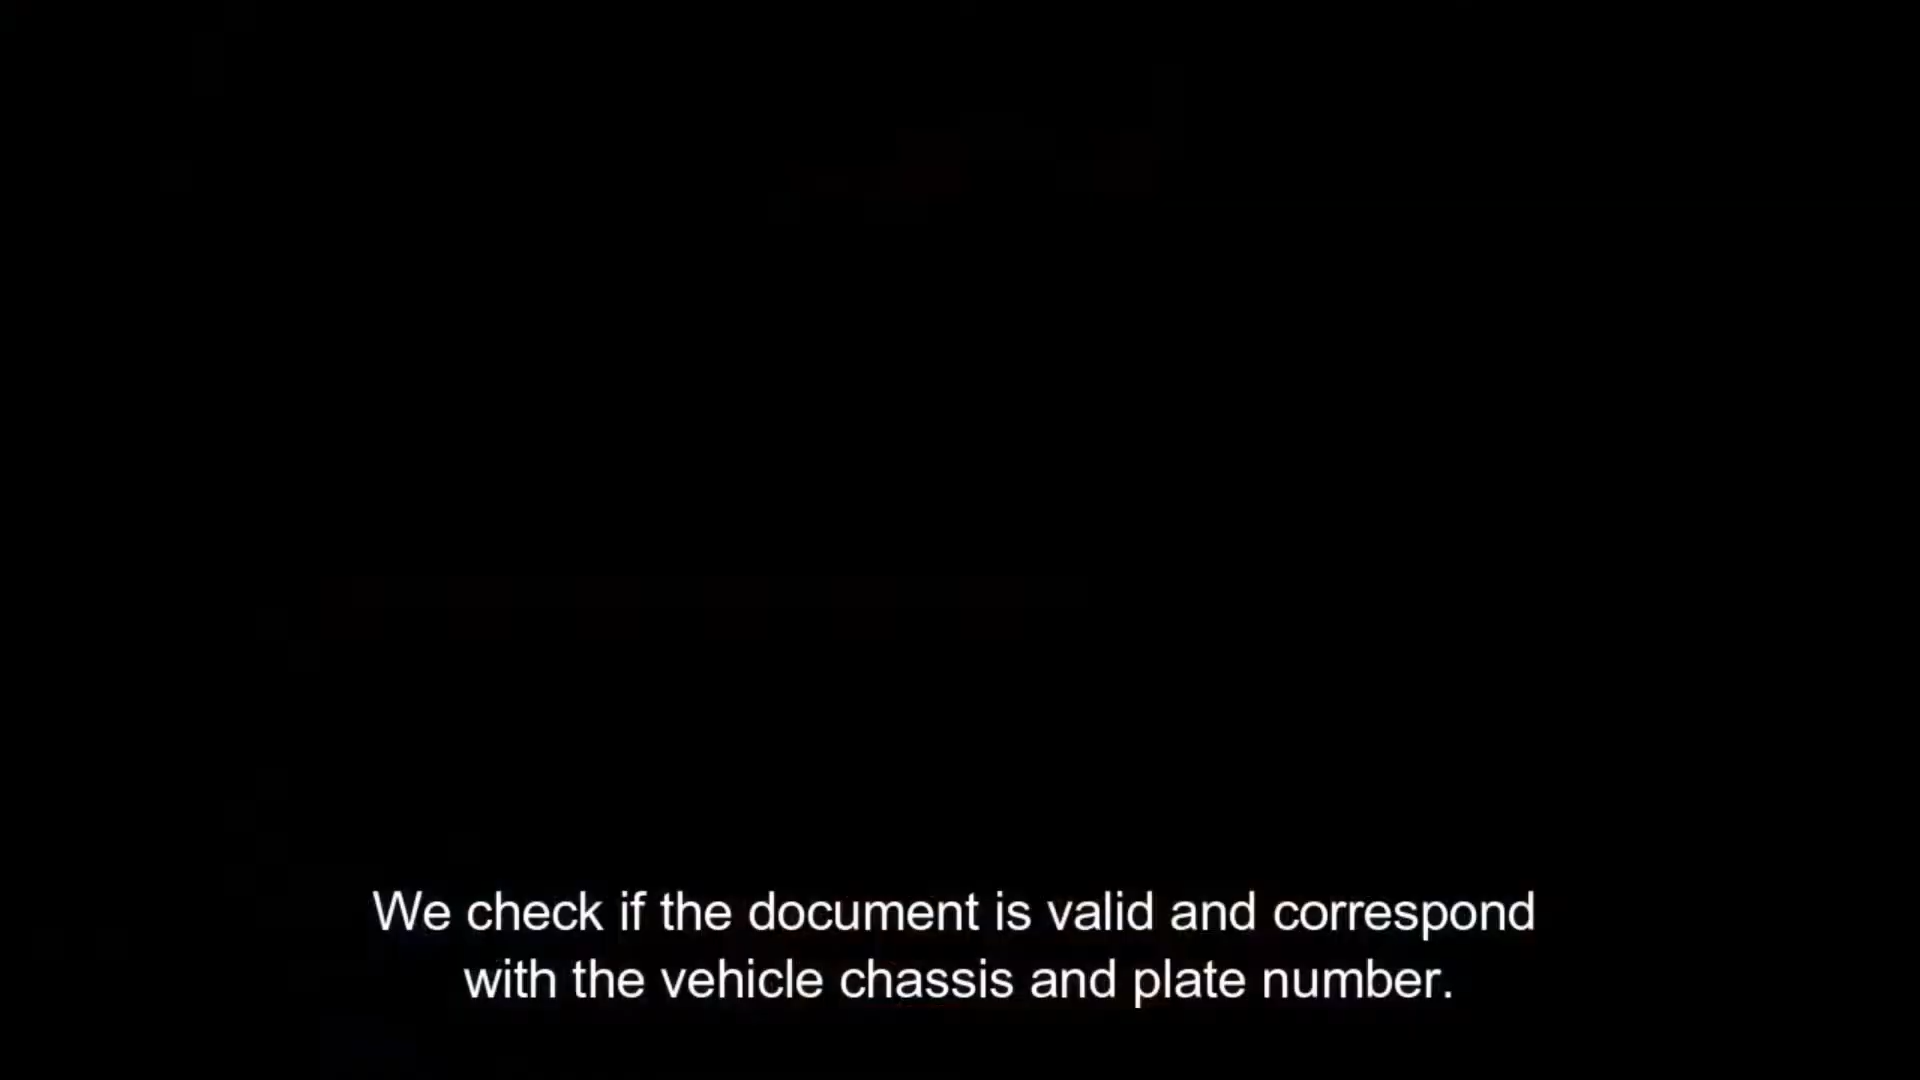 We check if the document is valid and correspond
with the vehicle chassis and plate number.